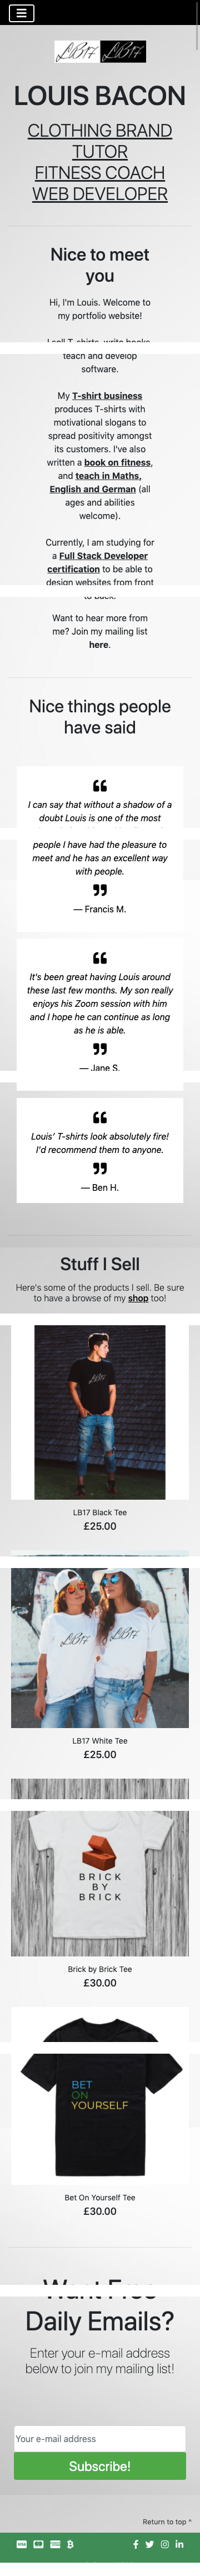 LB17 LB17
LOUIS BACON
CLOTHING BRAND
TUTOR
FITNESS COACH
WEB DEVELOPER
Nice to meet
you
Hi, I'm Louis. Welcome to
my portfolio website!
I sell T-shirts, write books,
teach and develop
software.
My T-shirt business
produces T-shirts with
motivational slogans to
spread positivity amongst
its customers. I've also
written a book on fitness,
and teach in Maths,
English and German (all
ages and abilities
welcome).
Currently, I am studying for
a Full Stack Developer
certification to be able to
design websites from front
to back.
Want to hear more from
me? Join my mailing list
here.
Nice things people
have said
“
I can say that without a shadow of a
doubt Louis is one of the most
people I have had the pleasure to
meet and he has an excellent way
with people.
”
— Francis M.
“
It's been great having Louis around
these last few months. My son really
enjoys his Zoom session with him
and I hope he can continue as long
as he is able.
”
— Jane S.
“
Louis’ T-shirts look absolutely fire!
I'd recommend them to anyone.
”
— Ben H.
Stuff I Sell
Here's some of the products I sell. Be sure
to have a browse of my shop too!
LB17
LB17 Black Tee
£25.00
LB17 LB17
LB17 White Tee
£25.00
BRICK
BY
BRICK
Brick by Brick Tee
£30.00
BET
ON
YOURSELF
Bet On Yourself Tee
£30.00
Want Free
Daily Emails?
Enter your e-mail address
below to join my mailing list!
Your e-mail address
Subscribe!
Return to top ^
VISA